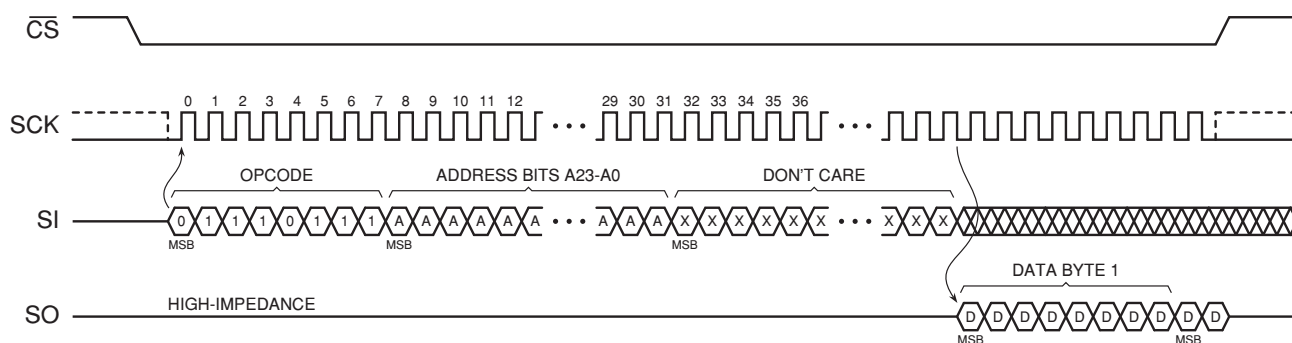 CS
0 1 2 3 4 5 6 7 8 9 10 11 12 29 30 31 32 33 34 35 36
SCK
OPCODE ADDRESS BITS A23-A0 DON'T CARE
SI 0 1 1 1 0 1 1 1 A A A A A A A A A X X X X X X X X X
MSB MSB MSB
DATA BYTE 1
HIGH-IMPEDANCE
SO D D D D D D D D D D
MSB MSB